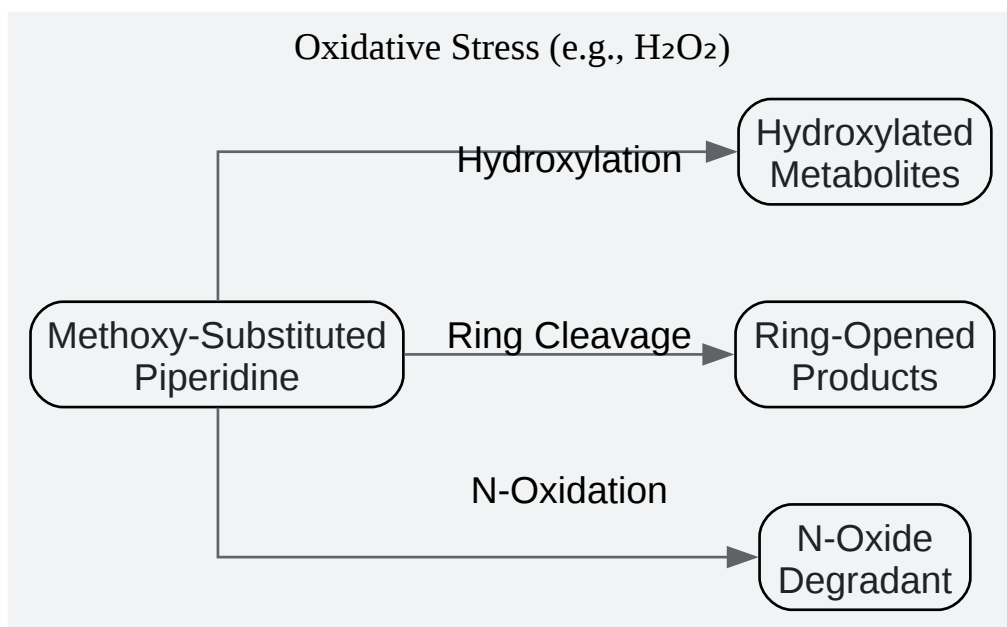 Oxidative Stress (e.g., H₂O₂)
Hydroxylation
Hydroxylated
Metabolites
Methoxy-Substituted
Piperidine
Ring Cleavage
Ring-Opened
Products
N-Oxidation
N-Oxide
Degradant